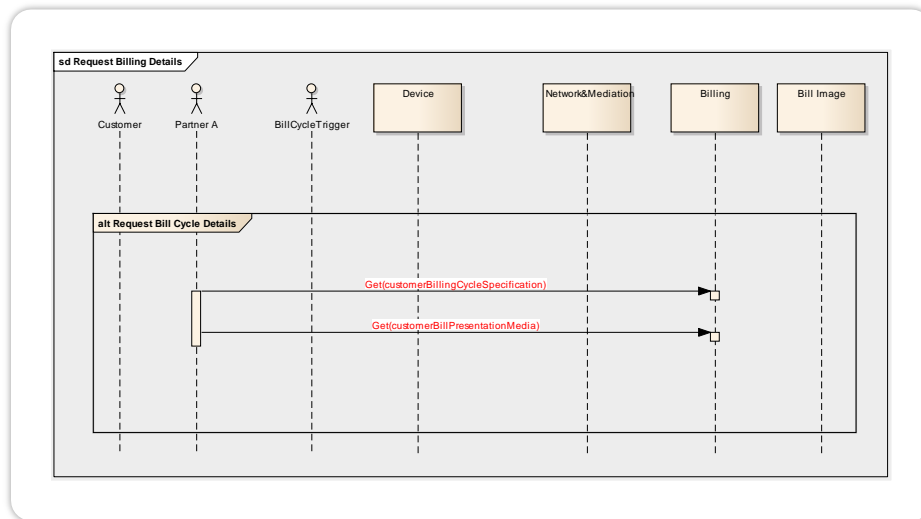 sd Request Billing Details
Device
Network&Mediation
Billing
Bill Image
Customer
Partner A
BillCycleTrigger
alt Request Bill Cycle Details
Get(customerBillingCycleSpecification)
Get(customerBillPresentationMedia)